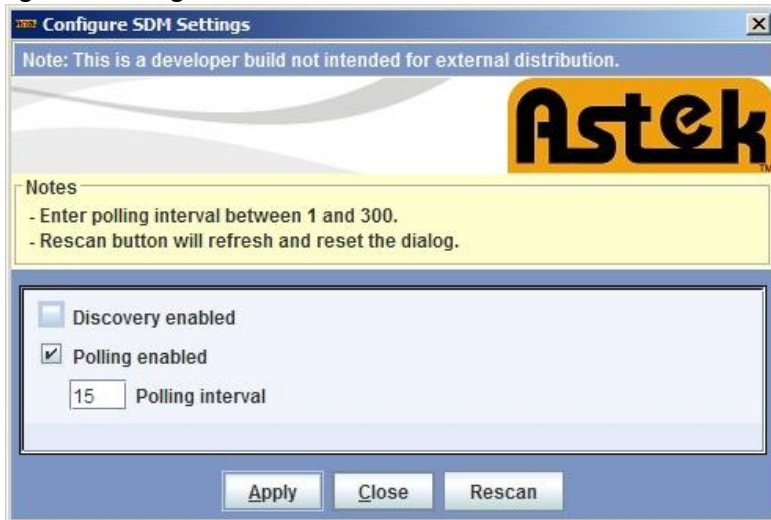 Configure SDM Settings
Note: This is a developer build not intended for external distribution.
Astek
TM
Notes
- Enter polling interval between 1 and 300.
- Rescan button will refresh and reset the dialog.
Discovery enabled
Polling enabled
15 Polling interval
Apply Close Rescan